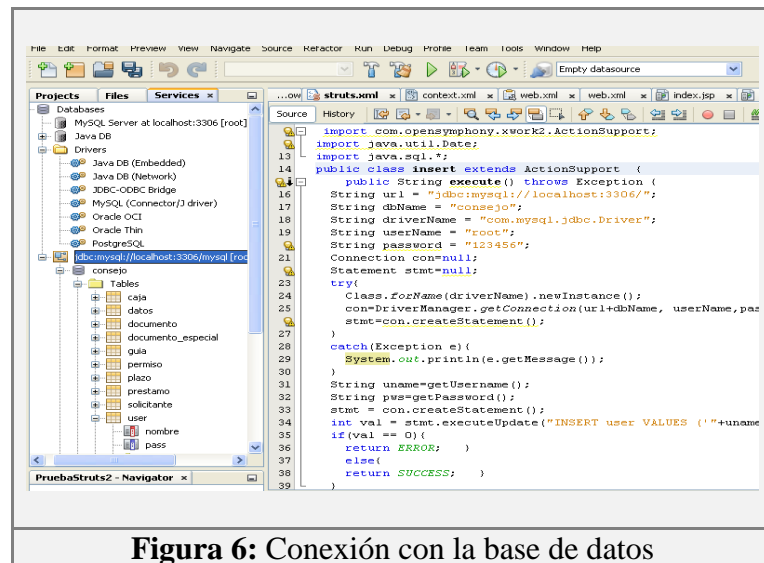 File Edit Format Preview View Navigate Source Refactor Run Debug Profile Team Tools Window Help
Empty datasource
Projects Files Services x
...ow struts.xml x context.xml x web.xml x web.xml x index.jsp x
Source History
Databases
MySQL Server at localhost:3306 [root]
Java DB
Drivers
Java DB (Embedded)
Java DB (Network)
JDBC-ODBC Bridge
MySQL (Connector/J driver)
Oracle OCI
Oracle Thin
PostgreSQL
jdbc:mysql://localhost:3306/mysql [roo
consejo
Tables
caja
datos
documento
documento_especial
guia
permiso
plazo
prestamo
solicitante
user
nombre
pass
PruebaStruts2 - Navigator x
import com.opensymphony.xwork2.ActionSupport;
import java.util.Date;
13 import java.sql.*;
14 public class insert extends ActionSupport {
public String execute() throws Exception {
16 String url = "jdbc:mysql://localhost:3306/";
17 String dbName = "consejo";
18 String driverName = "com.mysql.jdbc.Driver";
19 String userName = "root";
String password = "123456";
21 Connection con=null;
Statement stmt=null;
23 try{
24 Class.forName(driverName).newInstance();
25 con=DriverManager.getConnection(url+dbName, userName,pas
stmt=con.createStatement();
27 }
28 catch(Exception e){
29 System.out.println(e.getMessage());
30 }
31 String uname=getUsername();
32 String pws=getPassword();
33 stmt = con.createStatement();
34 int val = stmt.executeUpdate("INSERT user VALUES ('"+uname
35 if(val == 0){
36 return ERROR; }
37 else{
38 return SUCCESS; }
39 }
Figura 6: Conexión con la base de datos